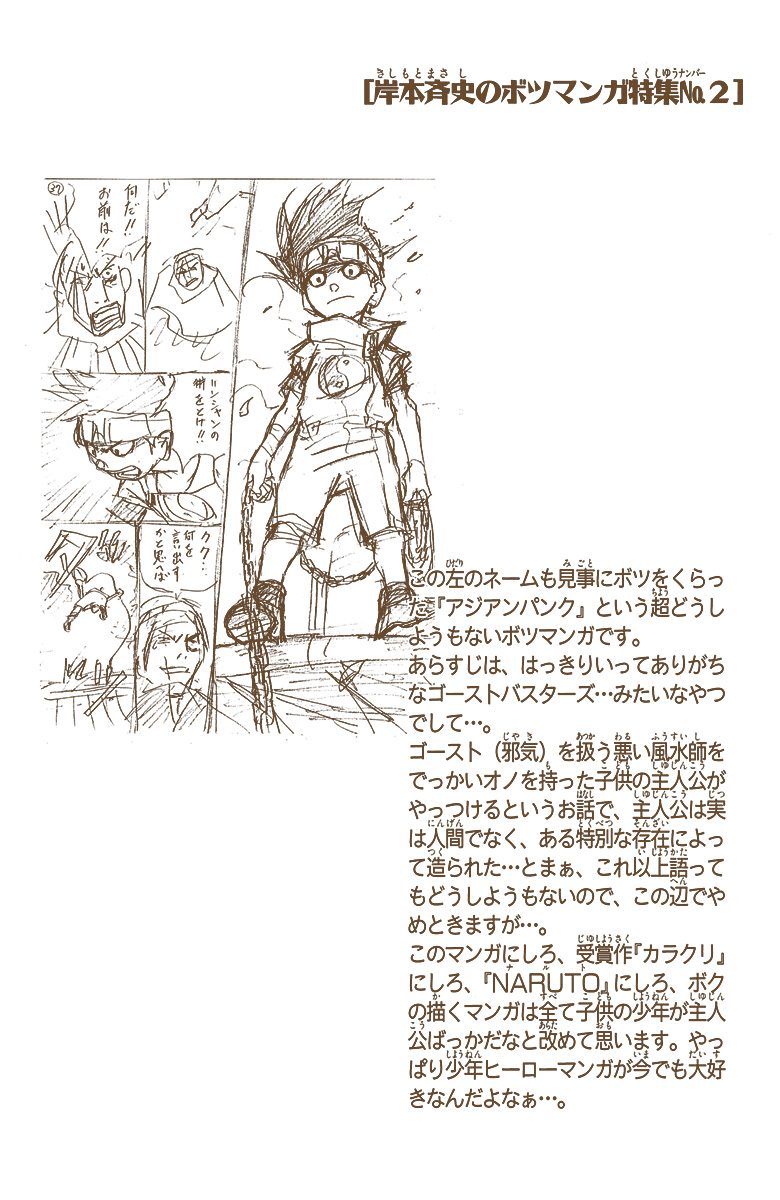 [岸本斉史のボツマンガ特集No.2]
37
何だ!!
お前は!!
ニンシャンの
術をとけ!!
クク…
何を
言い出す
かと思へば
この左のネームも見事にボツをくらっ
た『アジアンパンク』という超どうし
ようもないボツマンガです。
あらすじは、はっきりいってありがち
なゴーストバスターズ…みたいなやつ
でして…。
ゴースト（邪気）を扱う悪い風水師を
でっかいオノを持った子供の主人公が
やっつけるというお話で、主人公は実
は人間でなく、ある特別な存在によっ
て造られた…とまぁ、これ以上語って
もどうしようもないので、この辺でや
めときますが…。
このマンガにしろ、受賞作『カラクリ』
にしろ、『NARUTO』にしろ、ボク
の描くマンガは全て子供の少年が主人
公ばっかだなと改めて思います。やっ
ぱり少年ヒーローマンガが今でも大好
きなんだよなぁ…。